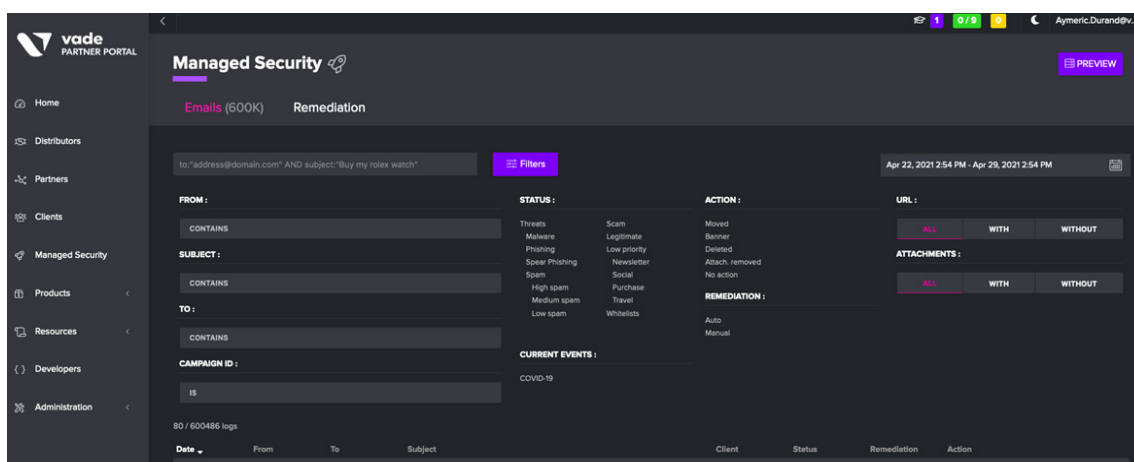 vade
PARTNER PORTAL
1 0/9 0 Aymeric.Durand@v.
Managed Security
PREVIEW
Emails (600K) Remediation
Home
Distributors
Partners
Clients
Managed Security
Products
Resources
Developers
Administration
to:"address@domain.com" AND subject:"Buy my rolex watch"
Filters
Apr 22, 2021 2:54 PM - Apr 29, 2021 2:54 PM
FROM :
CONTAINS
SUBJECT :
CONTAINS
TO :
CONTAINS
CAMPAIGN ID :
IS
STATUS :
Threats
Malware
Phishing
Spear Phishing
Spam
High spam
Medium spam
Low spam
Scam
Legitimate
Low priority
Newsletter
Social
Purchase
Travel
Whitelists
CURRENT EVENTS :
COVID-19
ACTION :
Moved
Banner
Deleted
Attach. removed
No action
REMEDIATION :
Auto
Manual
URL :
ALL WITH WITHOUT
ATTACHMENTS :
ALL WITH WITHOUT
80 / 600486 logs
Date From To Subject Client Status Remediation Action